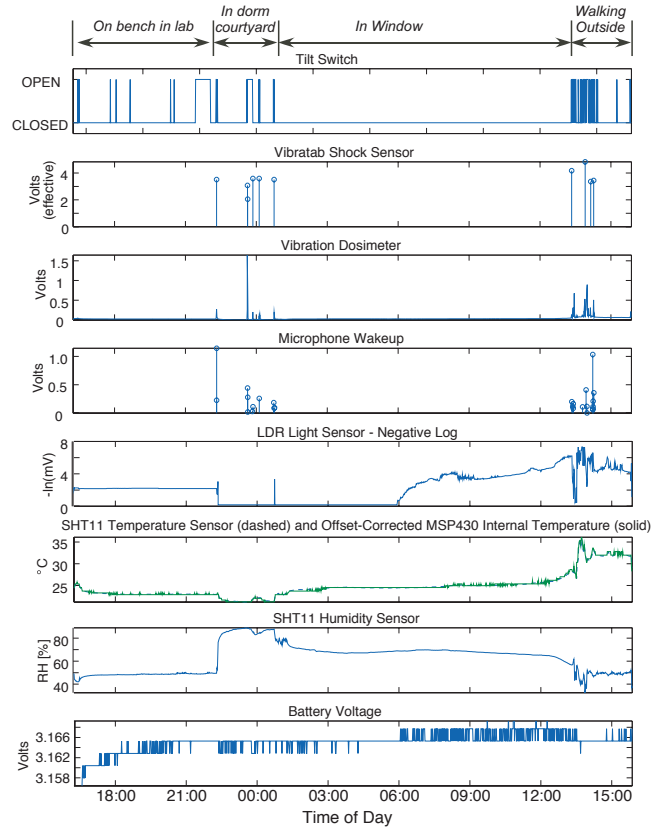 On bench in lab
In dorm
courtyard
In Window
Walking
Outside
Tilt Switch
OPEN
CLOSED
Vibratab Shock Sensor
Volts
(effective)
4
2
0
Vibration Dosimeter
Volts
1.5
1.0
0.5
0
Microphone Wakeup
Volts
1.0
0.5
0
LDR Light Sensor - Negative Log
-ln(mV)
8
4
0
SHT11 Temperature Sensor (dashed) and Offset-Corrected MSP430 Internal Temperature (solid)
°C
35
30
25
SHT11 Humidity Sensor
RH [%]
80
60
40
Battery Voltage
Volts
3.166
3.162
3.158
18:00 21:00 00:00 03:00 06:00 09:00 12:00 15:00
Time of Day